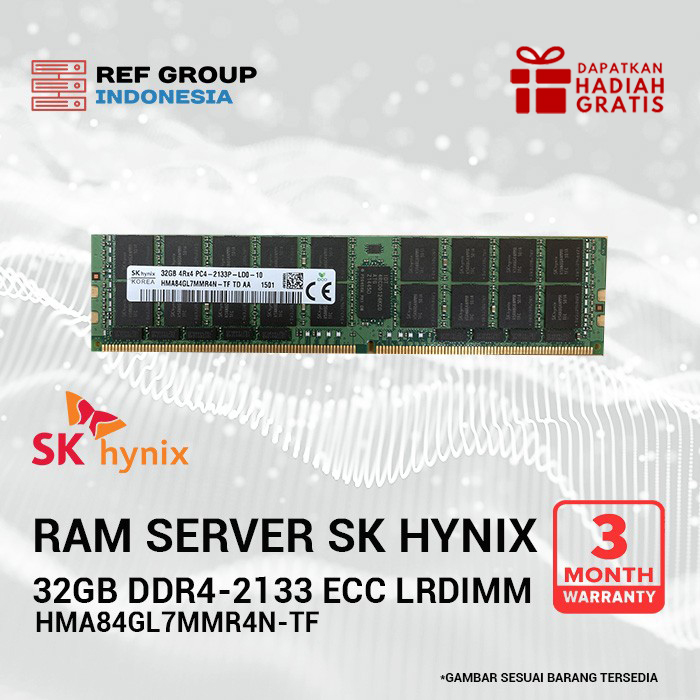 REF GROUP
INDONESIA
DAPATKAN
HADIAH
GRATIS
SK hynix
KOREA
32GB 4Rx4 PC4-2133P-L00-10
HMA84GL7MMR4N-TF TD AA 1501
SK hynix
RAM SERVER SK HYNIX
32GB DDR4-2133 ECC LRDIMM
HMA84GL7MMR4N-TF
3
MONTH
WARRANTY
*GAMBAR SESUAI BARANG TERSEDIA